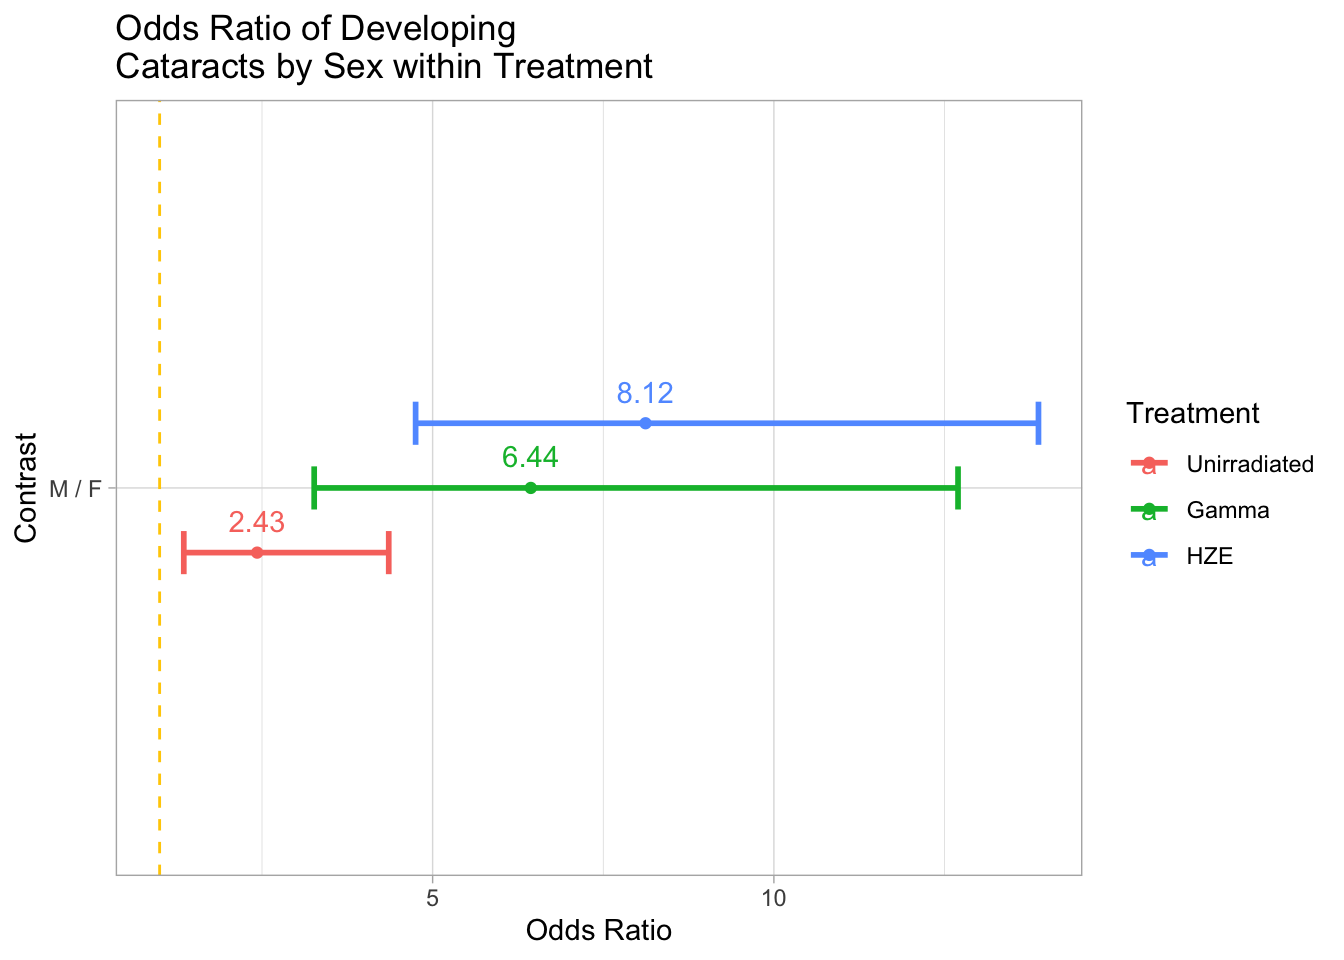 Odds Ratio of Developing
Cataracts by Sex within Treatment
8.12
6.44
2.43
Contrast
M / F
5
10
Odds Ratio
Treatment
a Unirradiated
a Gamma
a HZE